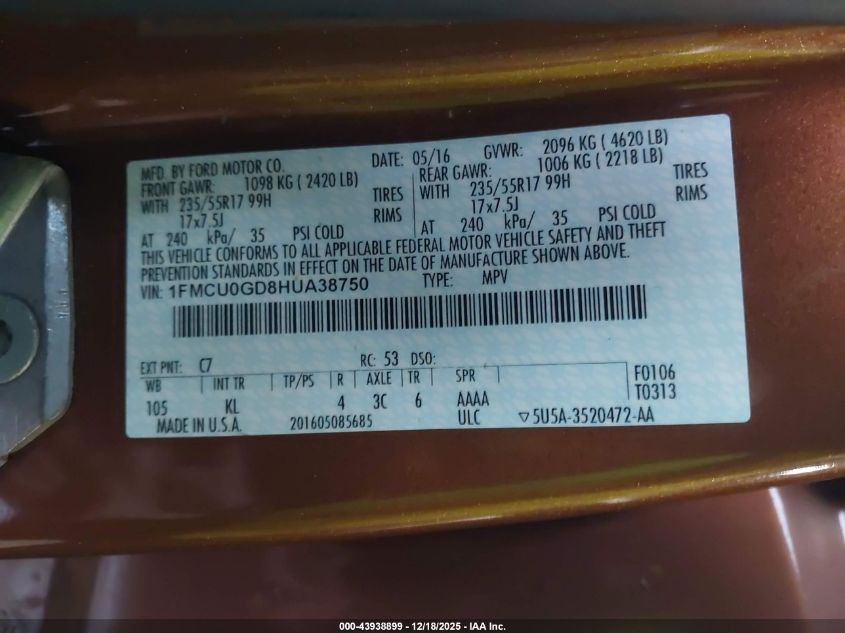 MFD. BY FORD MOTOR CO. DATE: 05/16 GVWR: 2096 KG ( 4620 LB)
FRONT GAWR: 1098 KG ( 2420 LB) REAR GAWR: 1006 KG ( 2218 LB)
WITH 235/55R17 99H TIRES WITH 235/55R17 99H TIRES
17x7.5J RIMS 17x7.5J RIMS
AT 240 kPa/ 35 PSI COLD AT 240 kPa/ 35 PSI COLD
THIS VEHICLE CONFORMS TO ALL APPLICABLE FEDERAL MOTOR VEHICLE SAFETY AND THEFT
PREVENTION STANDARDS IN EFFECT ON THE DATE OF MANUFACTURE SHOWN ABOVE.
VIN: 1FMCU0GD8HUA38750 TYPE: MPV
EXT PNT: C7 RC: 53 DSO:
WB INT TR TP/PS R AXLE TR SPR F0106
105 KL 4 3C 6 AAAA T0313
MADE IN U.S.A. 201605085685 ULC ▽5U5A-3520472-AA
000-43938899 - 12/18/2025 - IAA Inc.